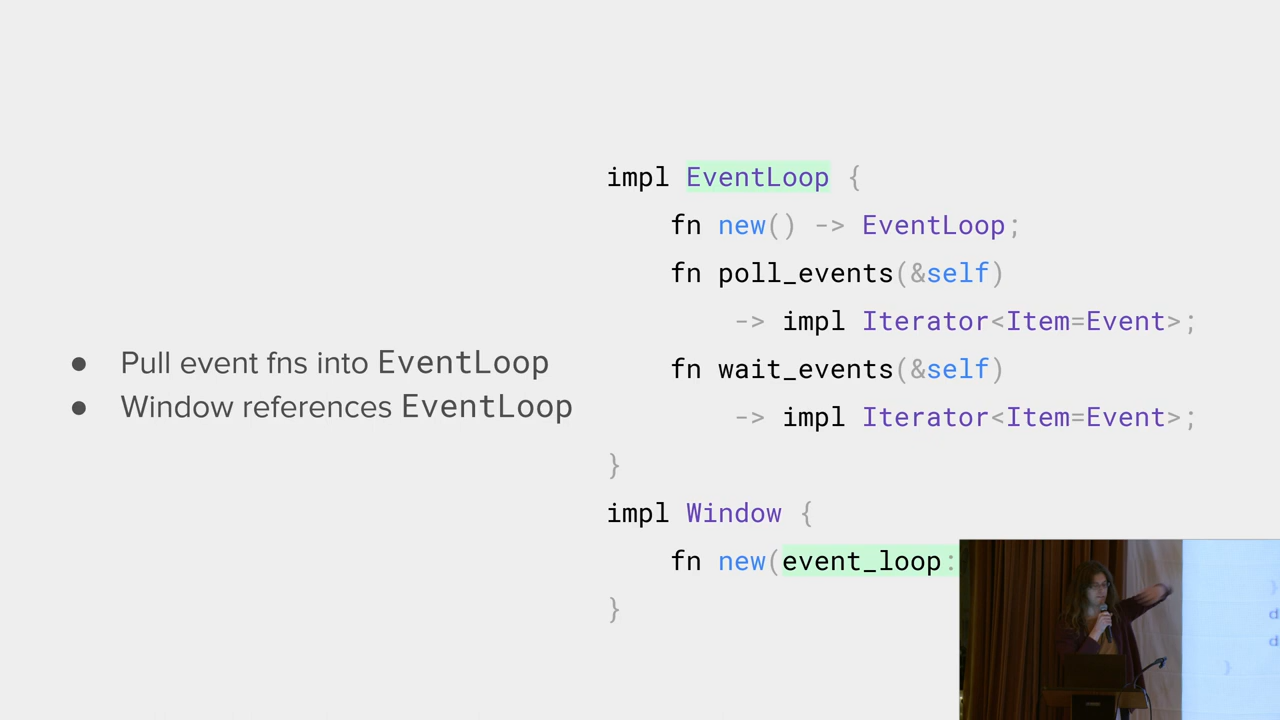 ● Pull event fns into EventLoop
● Window references EventLoop
impl EventLoop {
fn new() -> EventLoop;
fn poll_events(&self)
-> impl Iterator<Item=Event>;
fn wait_events(&self)
-> impl Iterator<Item=Event>;
}
impl Window {
fn new(event_loop:
}
}
d
d
}